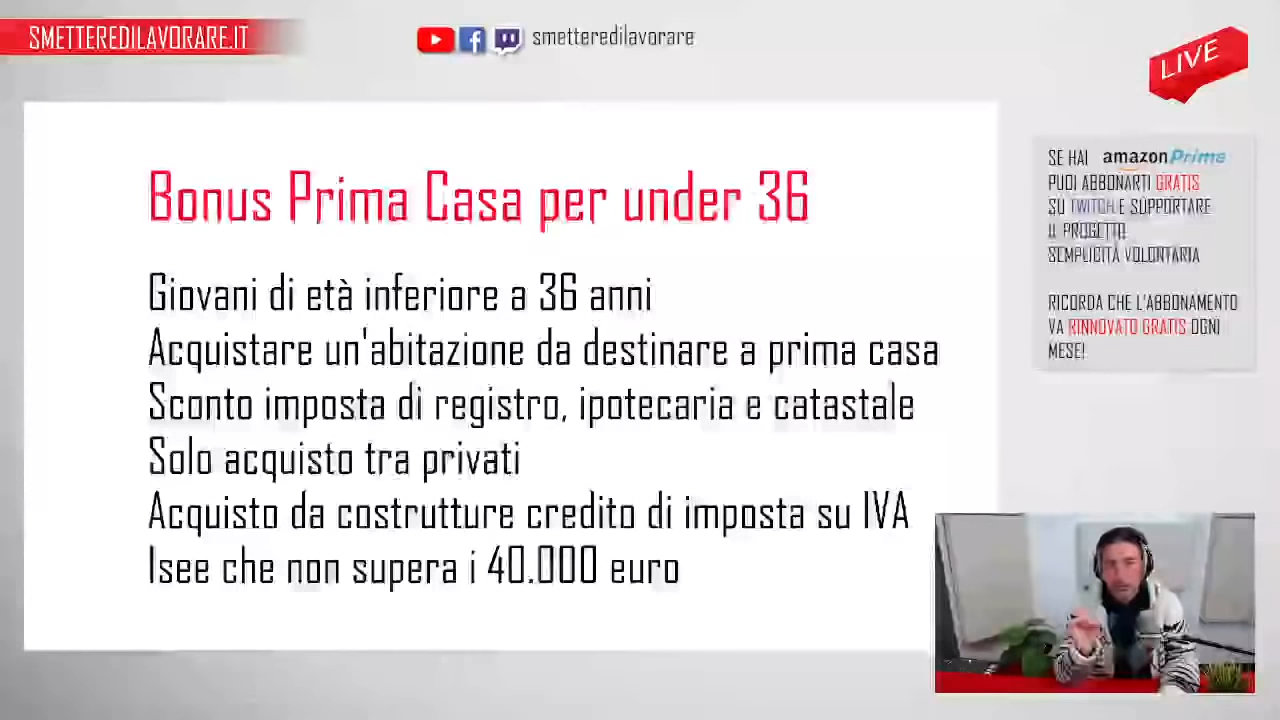 SMETTEREDILAVORARE.IT
smetteredilavorare
LIVE
Bonus Prima Casa per under 36
Giovani di età inferiore a 36 anni
Acquistare un'abitazione da destinare a prima casa
Sconto imposta di registro, ipotecaria e catastale
Solo acquisto tra privati
Acquisto da costrutture credito di imposta su IVA
Isee che non supera i 40.000 euro
SE HAI amazonPrime
PUOI ABBONARTI GRATIS
SU TWITCH E SUPPORTARE
IL PROGETTO
SEMPLICITÀ VOLONTARIA
RICORDA CHE L'ABBONAMENTO
VA RINNOVATO GRATIS OGNI
MESE!